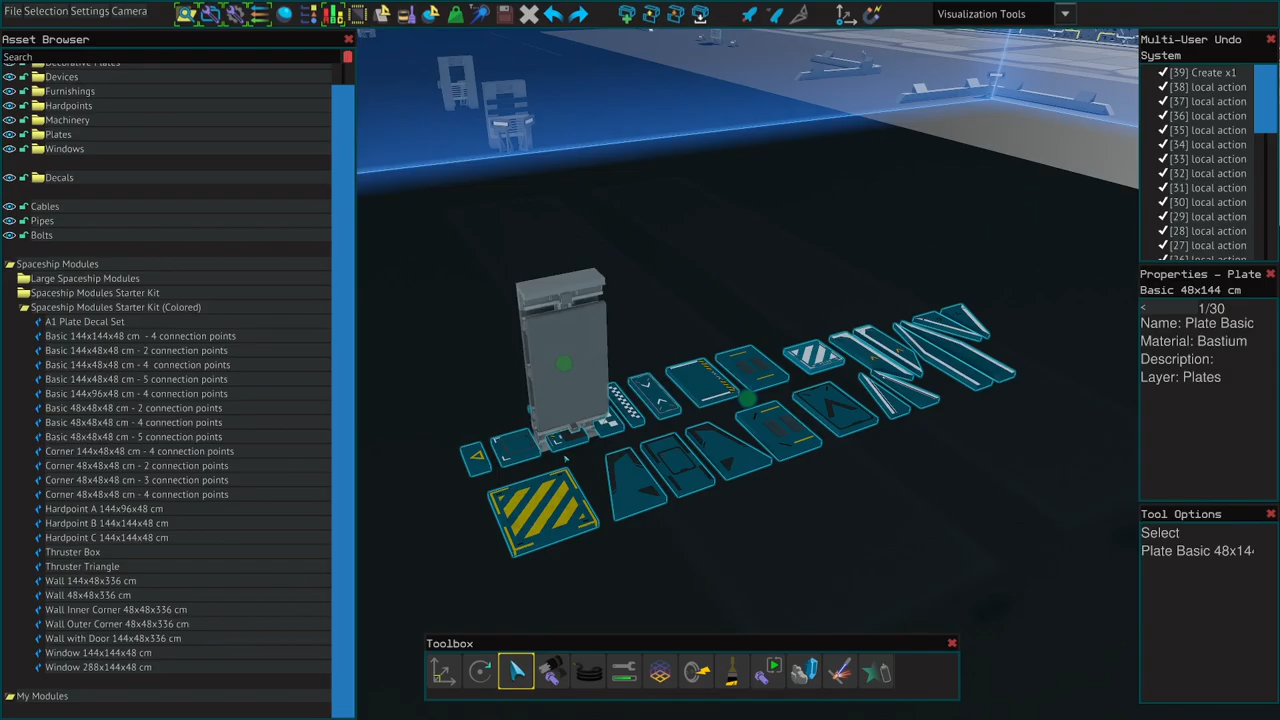 File Selection Settings Camera
Visualization Tools
Asset Browser
Search
Decorative Plates
Devices
Furnishings
Hardpoints
Machinery
Plates
Windows
Decals
Cables
Pipes
Bolts
Spaceship Modules
Large Spaceship Modules
Spaceship Modules Starter Kit
Spaceship Modules Starter Kit (Colored)
A1 Plate Decal Set
Basic 144x144x48 cm - 4 connection points
Basic 144x48x48 cm - 2 connection points
Basic 144x48x48 cm - 4 connection points
Basic 144x48x48 cm - 5 connection points
Basic 144x96x48 cm - 4 connection points
Basic 48x48x48 cm - 2 connection points
Basic 48x48x48 cm - 4 connection points
Basic 48x48x48 cm - 5 connection points
Corner 144x48x48 cm - 4 connection points
Corner 48x48x48 cm - 2 connection points
Corner 48x48x48 cm - 3 connection points
Corner 48x48x48 cm - 4 connection points
Hardpoint A 144x96x48 cm
Hardpoint B 144x144x48 cm
Hardpoint C 144x144x48 cm
Thruster Box
Thruster Triangle
Wall 144x48x336 cm
Wall 48x48x336 cm
Wall Inner Corner 48x48x336 cm
Wall Outer Corner 48x48x336 cm
Wall with Door 144x48x336 cm
Window 144x144x48 cm
Window 288x144x48 cm
My Modules
Multi-User Undo
System
[39] Create x1
[38] local action
[37] local action
[36] local action
[35] local action
[34] local action
[33] local action
[32] local action
[31] local action
[30] local action
[29] local action
[28] local action
[27] local action
[26] local action
Properties - Plate
Basic 48x144 cm
< 1/30
Name: Plate Basic
Material: Bastium
Description:
Layer: Plates
Tool Options
Select
Plate Basic 48x14
Toolbox